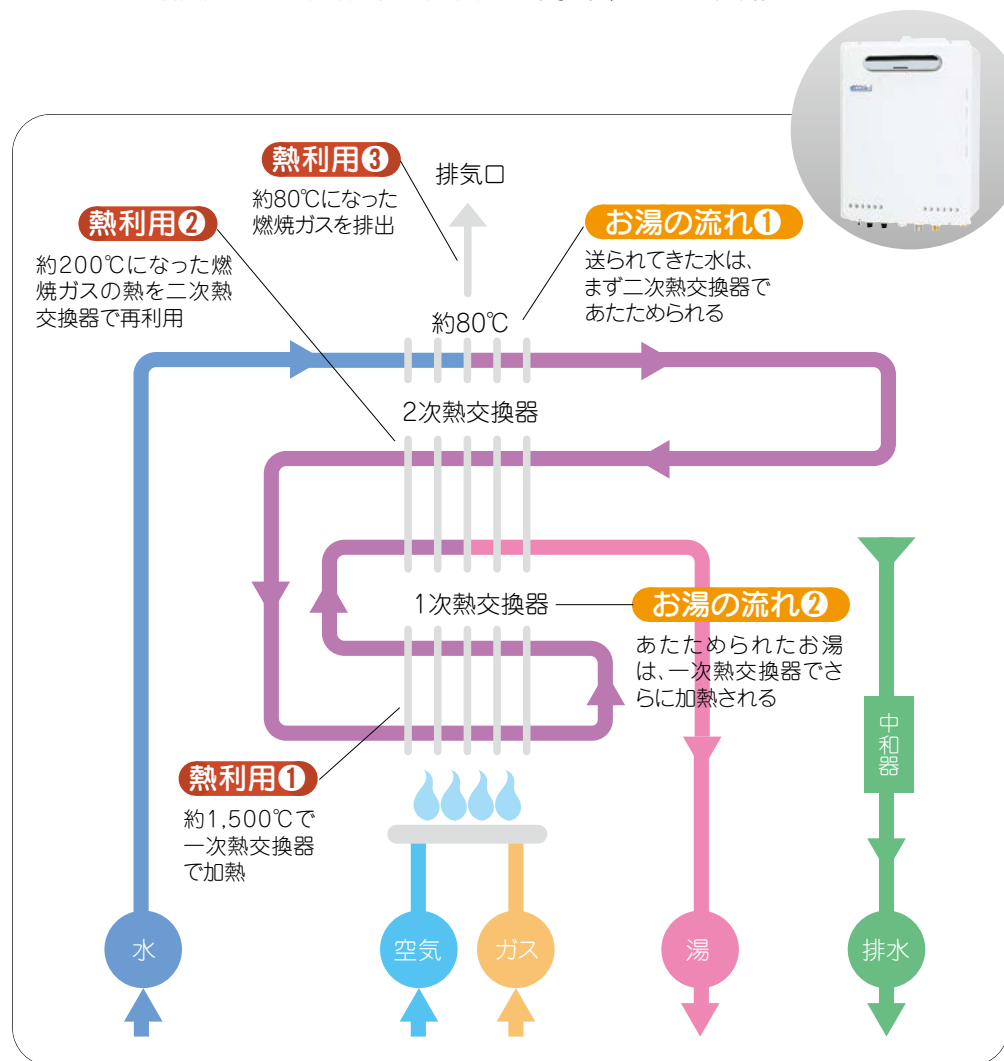 熱利用❸
約80℃になった
燃焼ガスを排出
排気口
熱利用❷
約200℃になった燃
焼ガスの熱を二次熱
交換器で再利用
お湯の流れ❶
送られてきた水は、
まず二次熱交換器で
あたためられる
約80℃
2次熱交換器
1次熱交換器
お湯の流れ❷
あたためられたお湯
は、一次熱交換器でさ
らに加熱される
熱利用❶
約1,500℃で
一次熱交換器
で加熱
中和器
水
空気
ガス
湯
排水